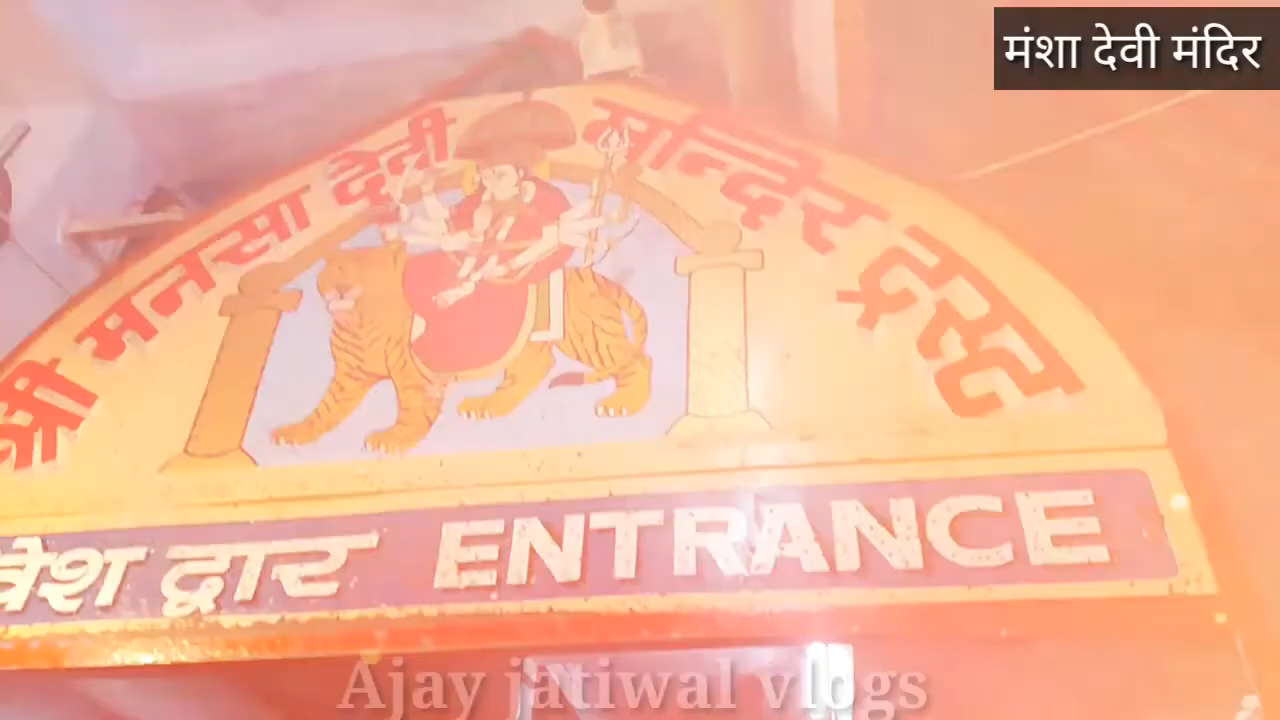 मंशा देवी मंदिर
श्री मनसा देवी मन्दिर ट्रस्ट
वेश द्वार ENTRANCE
Ajay jatiwal vlogs